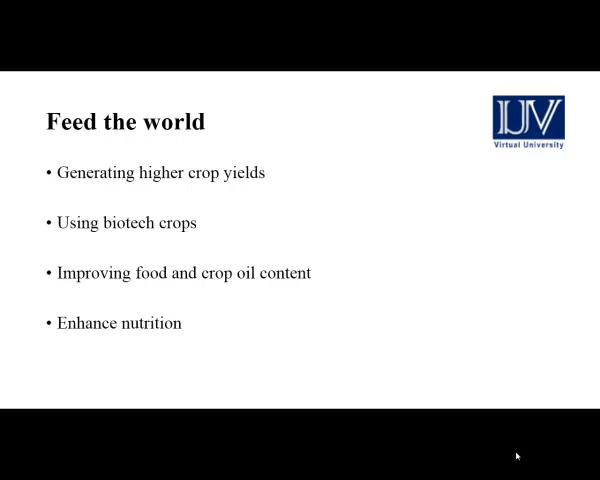 Feed the world
VU
Virtual University
• Generating higher crop yields
• Using biotech crops
• Improving food and crop oil content
• Enhance nutrition